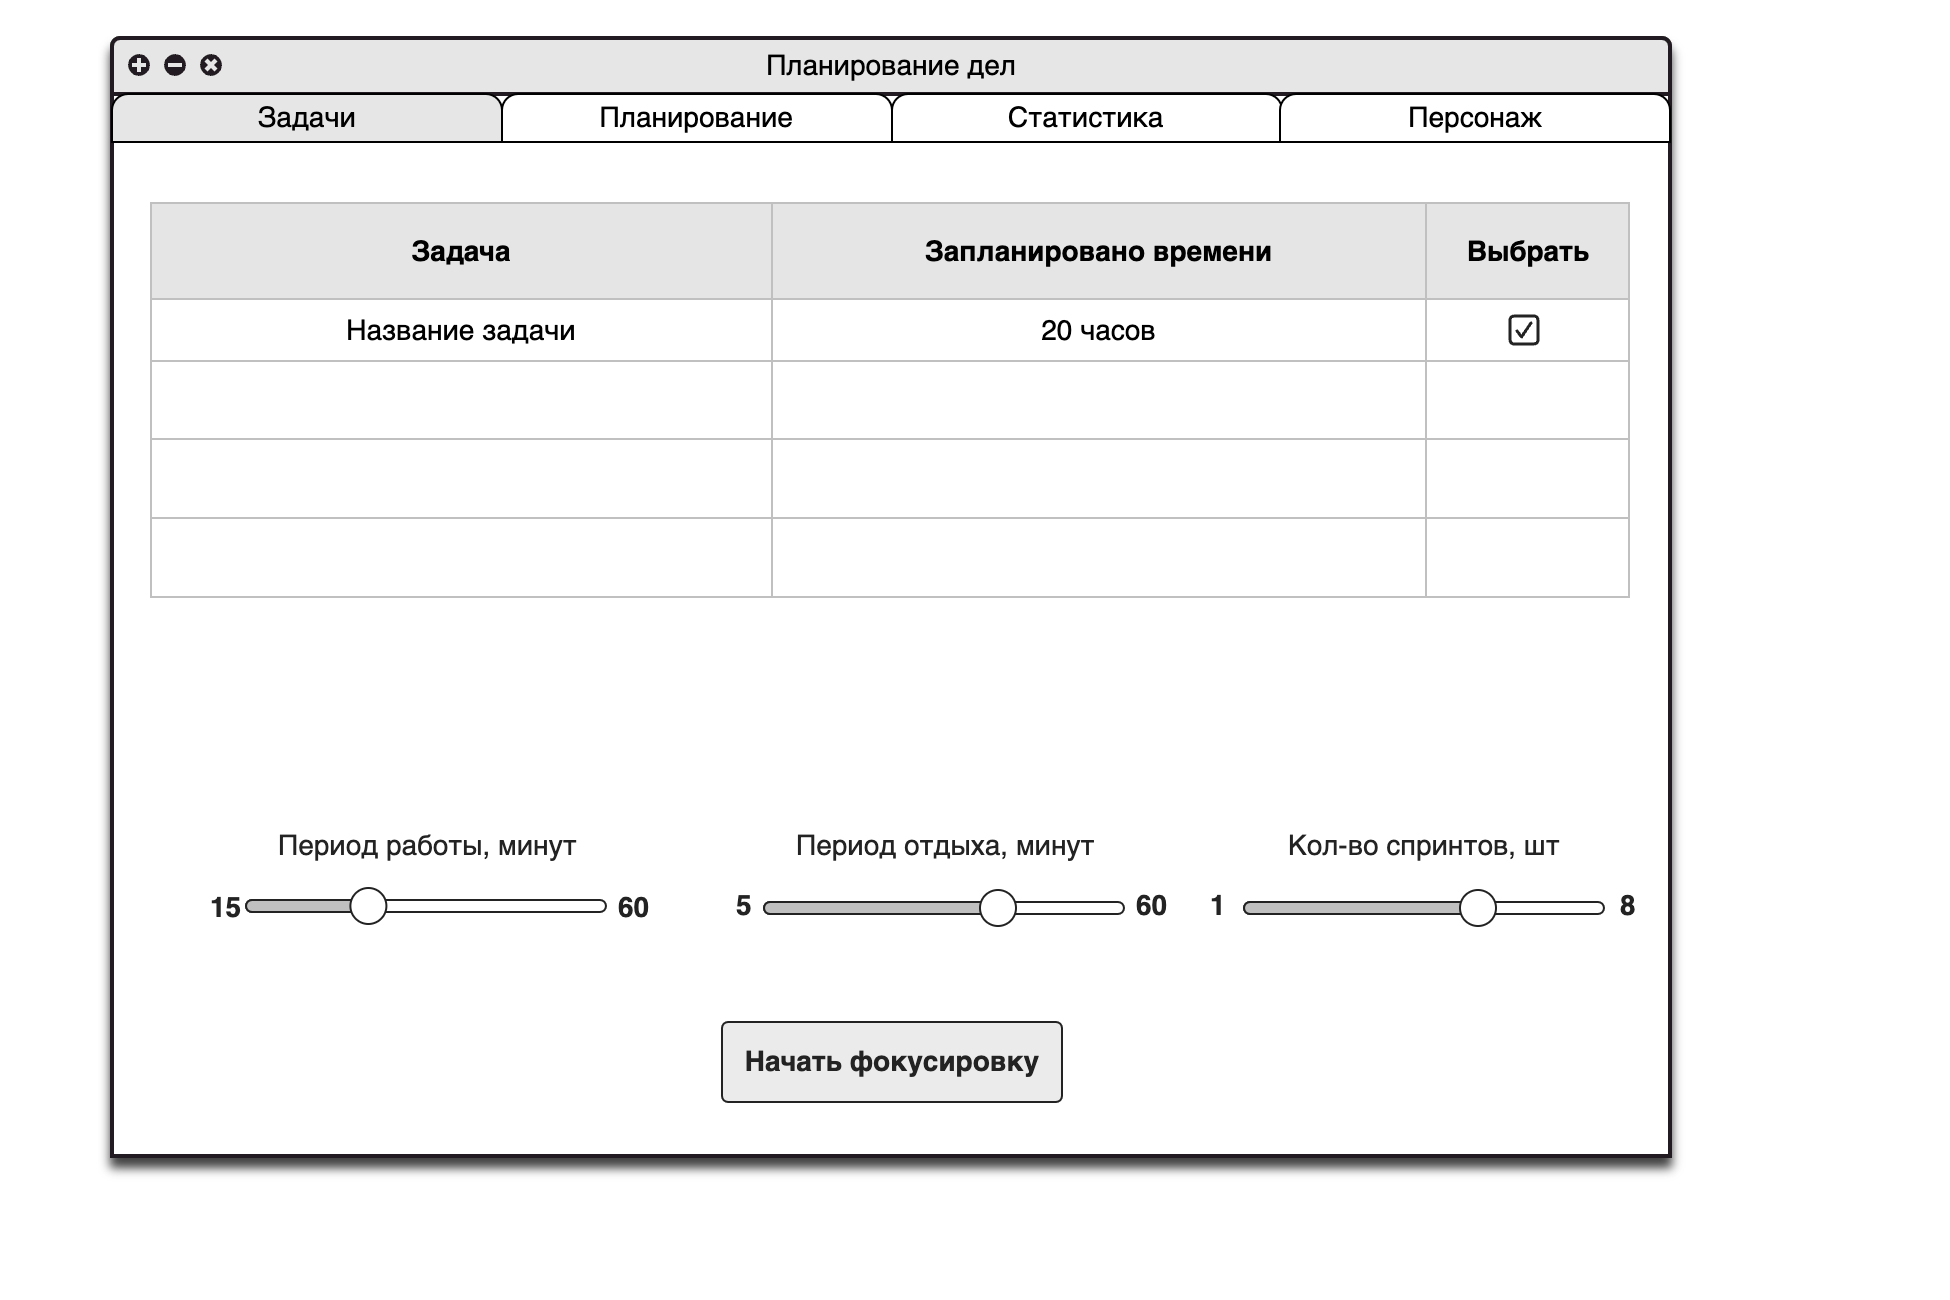 Планирование дел
Задачи Планирование Статистика Персонаж
Задача Запланировано времени Выбрать
Название задачи 20 часов
Период работы, минут Период отдыха, минут Кол-во спринтов, шт
15 60 5 60 1 8
Начать фокусировку